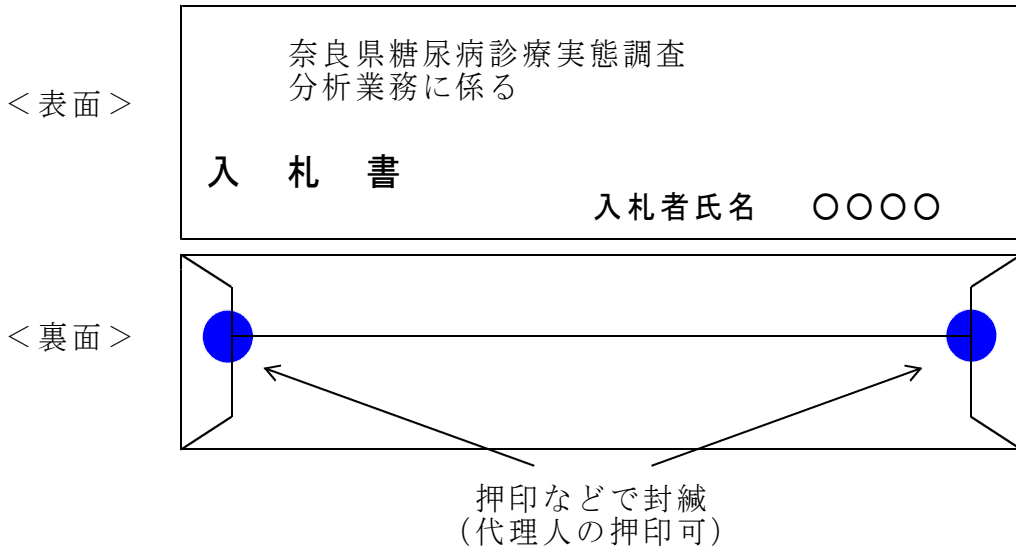 奈良県糖尿病診療実態調査
分析業務に係る
＜表面＞
入 札 書
入札者氏名 〇〇〇〇
＜裏面＞
押印などで封緘
(代理人の押印可)